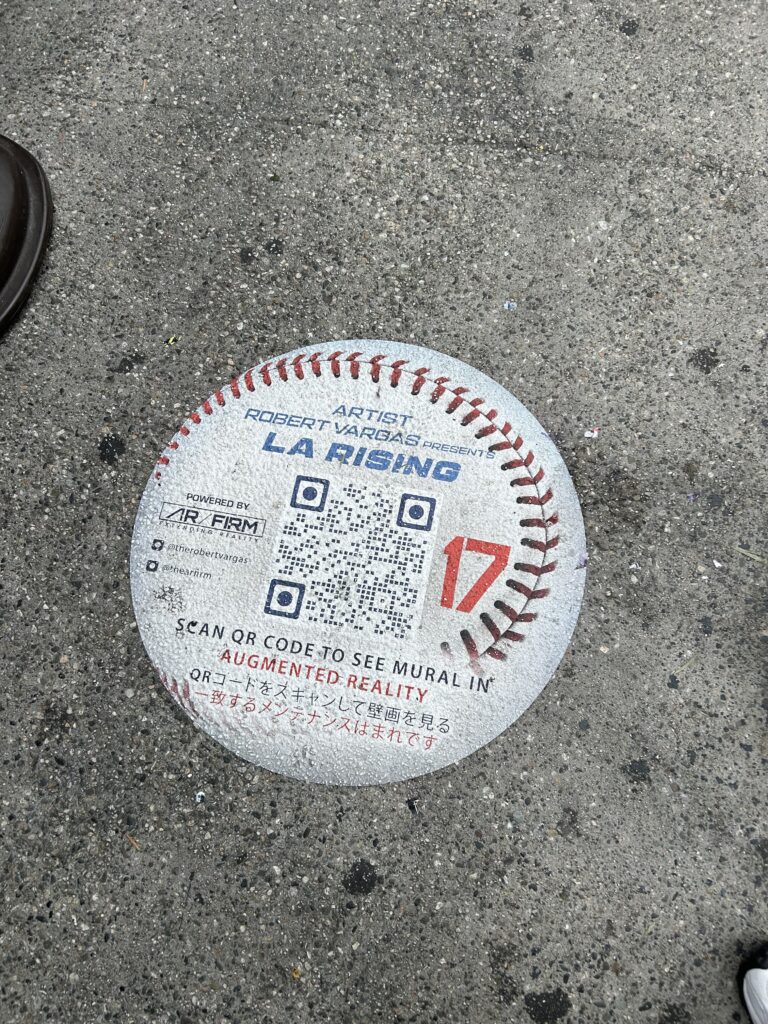 ARTIST
ROBERT VARGAS PRESENTS
LA RISING
POWERED BY
AR/FIRM
EXTENDING REALITY
@therobertvargas
@thearfirm
17
SCAN QR CODE TO SEE MURAL IN
AUGMENTED REALITY
QRコードをスキャンして壁画を見る
一致するメンテナンスはまれです